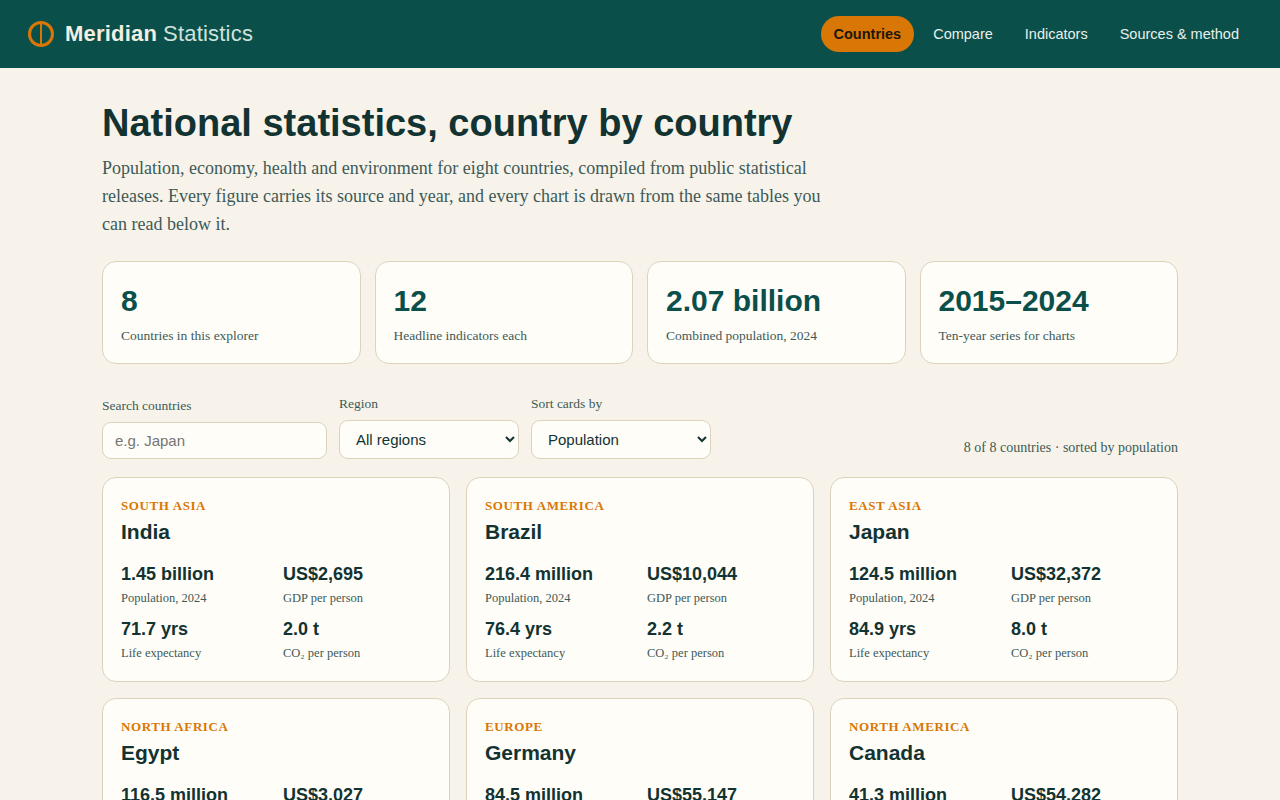 Meridian Statistics
Countries
Compare
Indicators
Sources & method
National statistics, country by country
Population, economy, health and environment for eight countries, compiled from public statistical
releases. Every figure carries its source and year, and every chart is drawn from the same tables you
can read below it.
8
Countries in this explorer
12
Headline indicators each
2.07 billion
Combined population, 2024
2015–2024
Ten-year series for charts
Search countries
e.g. Japan
Region
All regions
Sort cards by
Population
8 of 8 countries · sorted by population
SOUTH ASIA
India
1.45 billion
Population, 2024
US$2,695
GDP per person
71.7 yrs
Life expectancy
2.0 t
CO₂ per person
SOUTH AMERICA
Brazil
216.4 million
Population, 2024
US$10,044
GDP per person
76.4 yrs
Life expectancy
2.2 t
CO₂ per person
EAST ASIA
Japan
124.5 million
Population, 2024
US$32,372
GDP per person
84.9 yrs
Life expectancy
8.0 t
CO₂ per person
NORTH AFRICA
Egypt
116.5 million
US$3,027
EUROPE
Germany
84.5 million
US$55,147
NORTH AMERICA
Canada
41.3 million
US$54,282